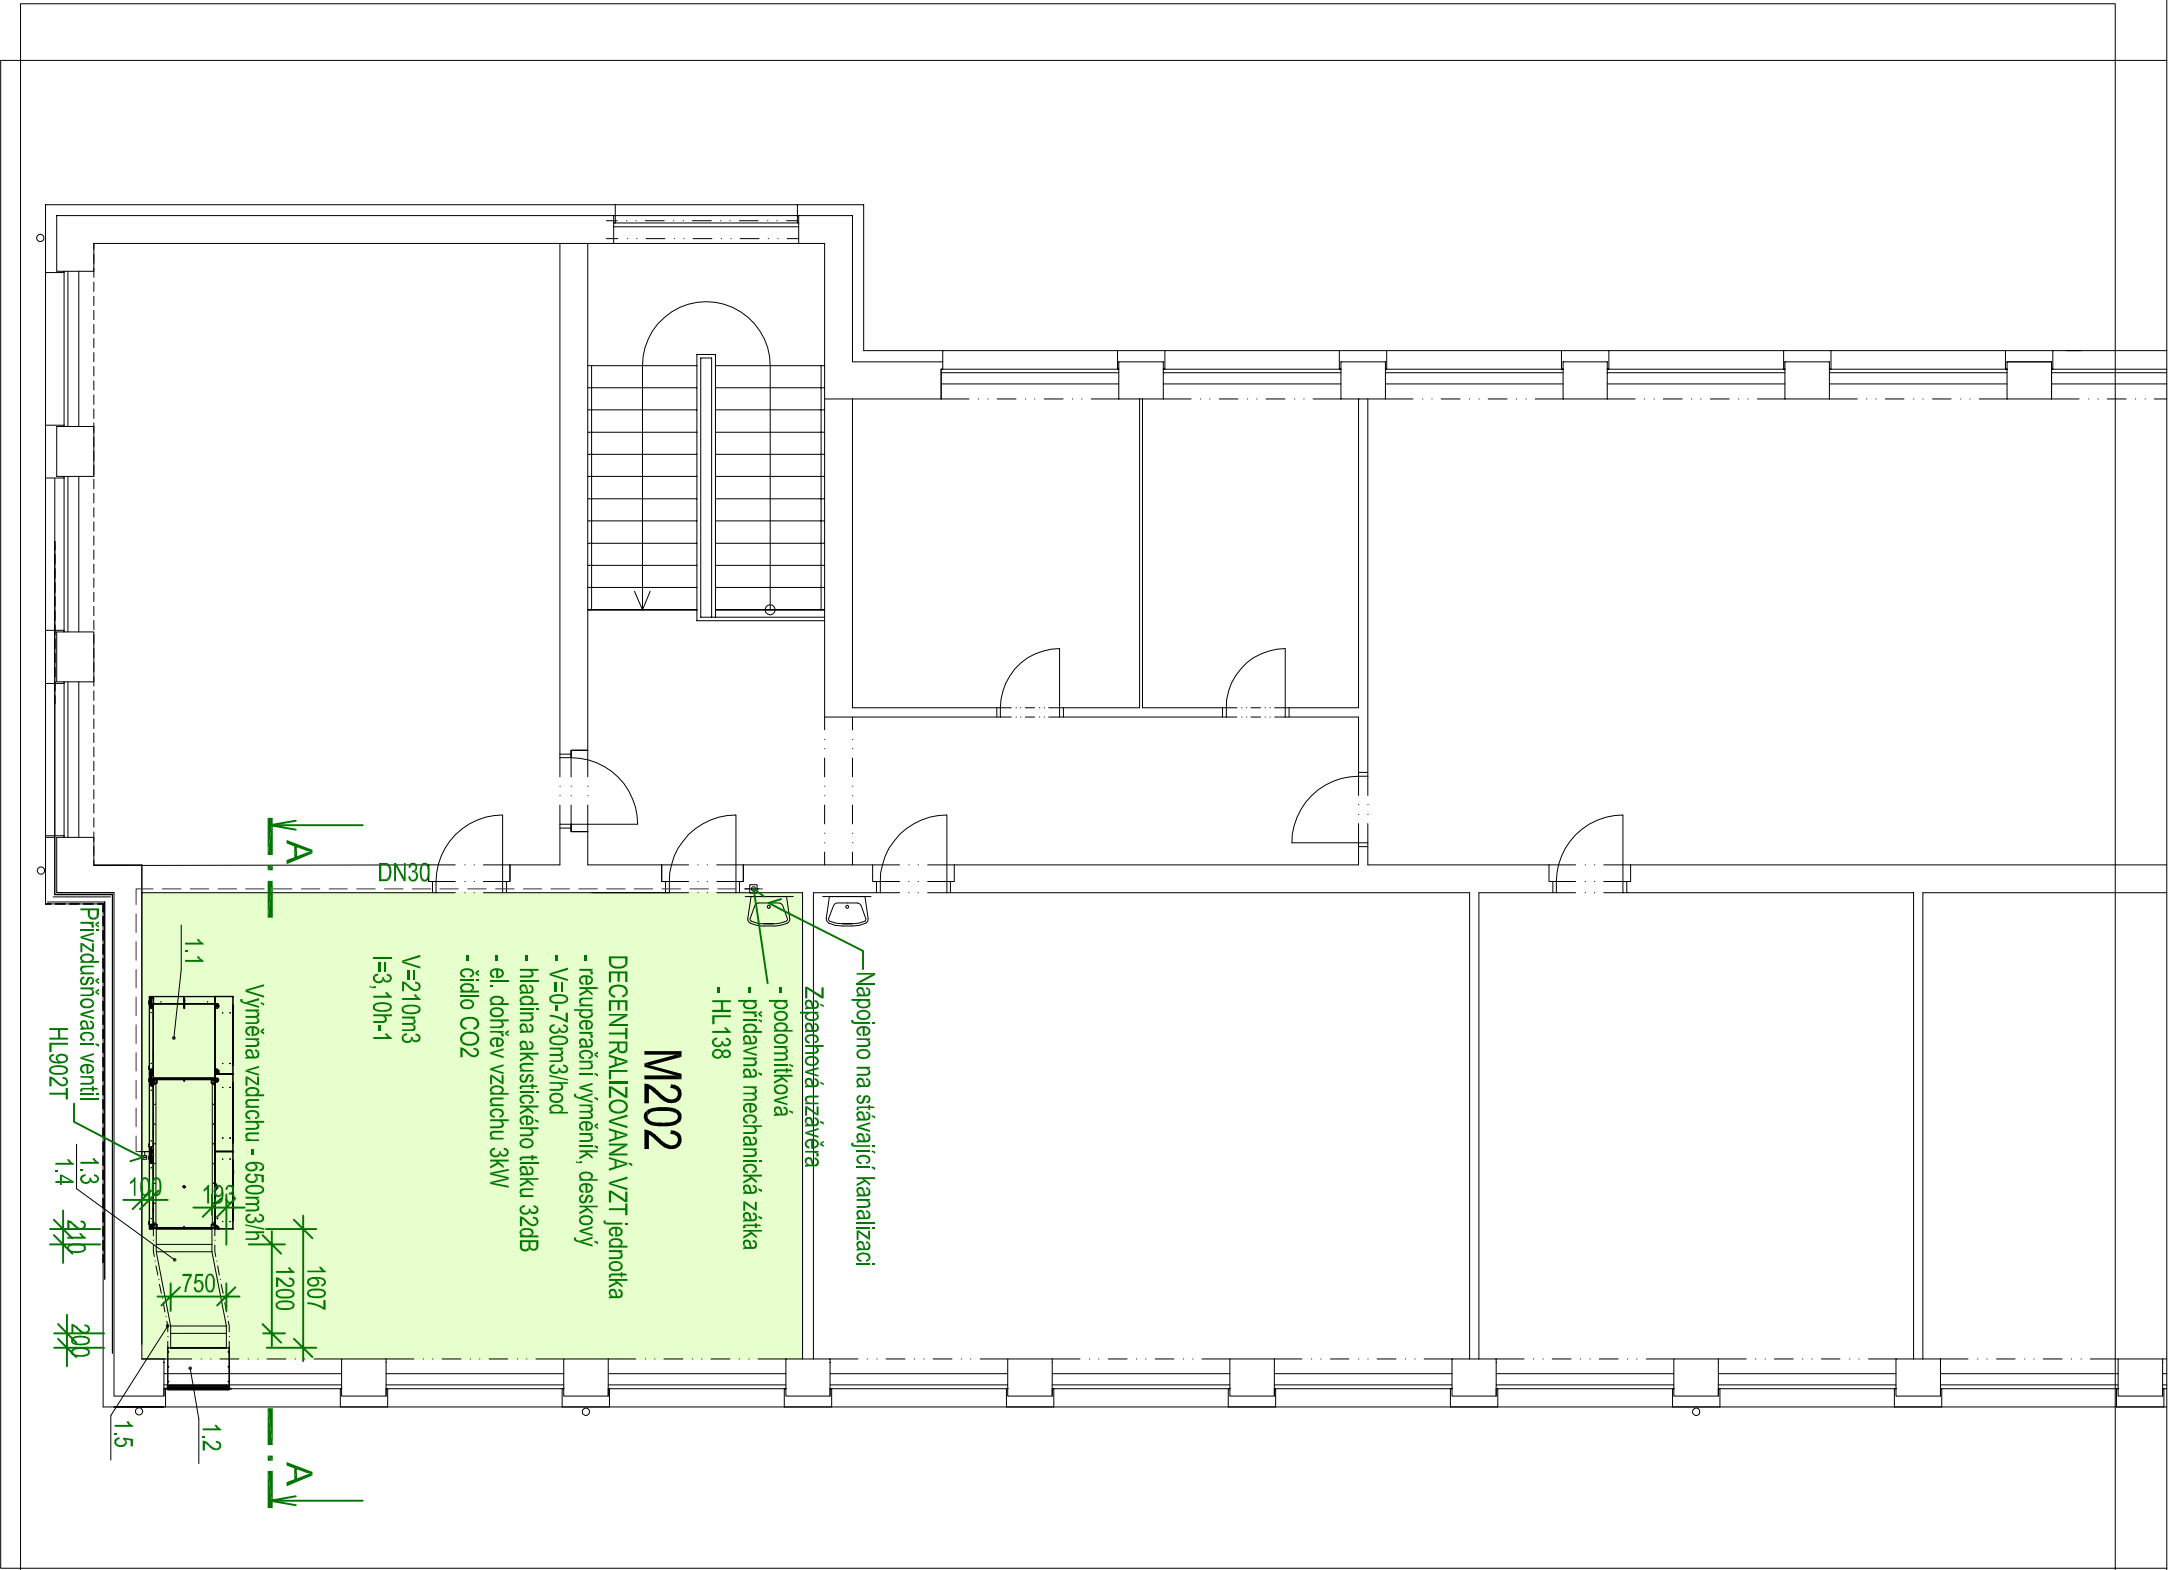 Napojeno na stávající kanalizaci
Zápachová uzávěra
- podomítková
- přídavná mechanická zátka
- HL138
M202
DECENTRALIZOVANÁ VZT jednotka
- rekuperační výměník, deskový
- V=0-730m3/hod
- hladina akustického tlaku 32dB
- el. dohřev vzduchu 3kW
- čidlo CO2
V=210m3
I=3,10h-1
DN30
A
A
Výměna vzduchu - 650m3/h
1.1
Přivzdušňovací ventil
HL902T
1.3
1.4
100
193
210
200
750
1200
1607
1.5
1.2